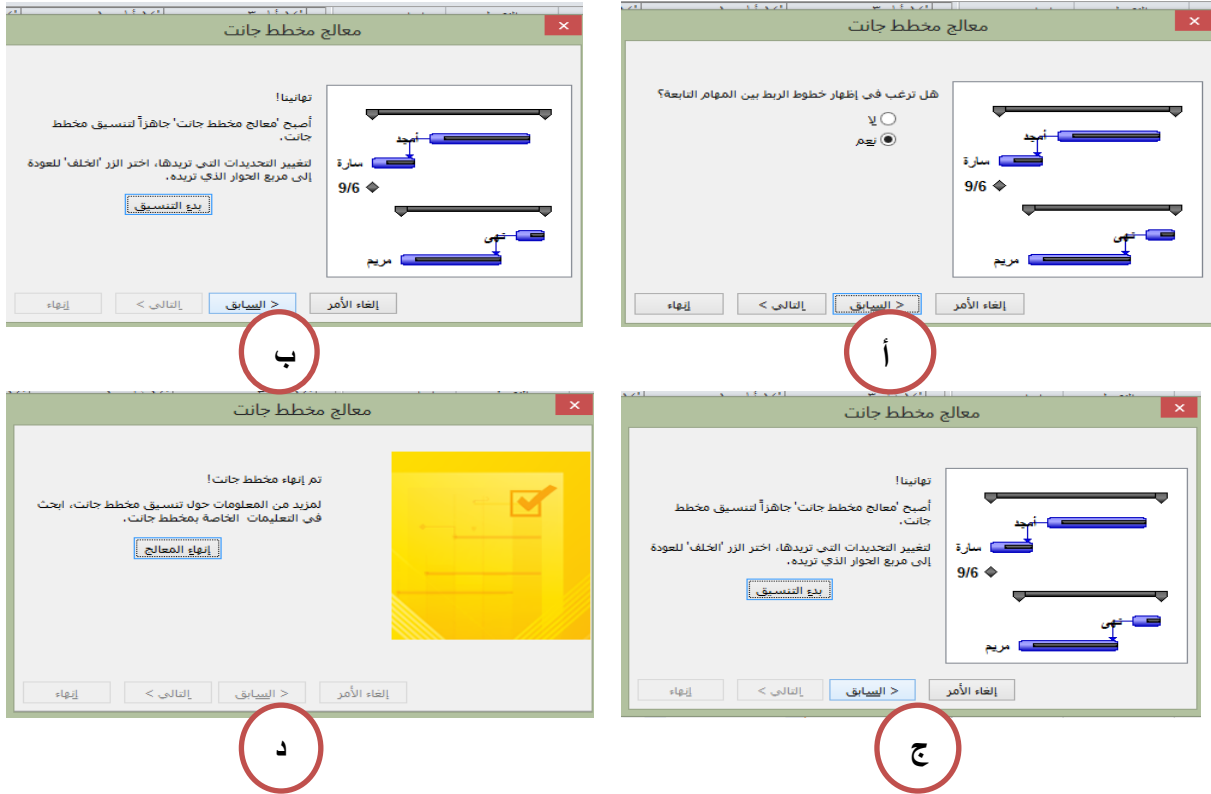 معالج مخطط جانت
هل ترغب في إظهار خطوط الربط بين المهام التابعة؟
لا
نعم
أمجد
سارة
9/6
نهى
مريم
إلغاء الأمر
< السابق
التالي >
إنهاء
أ
معالج مخطط جانت
تهانينا!
أصبح 'معالج مخطط جانت' جاهزاً لتنسيق مخطط
جانت.
لتغيير التحديدات التي تريدها، اختر الزر 'الخلف' للعودة
إلى مربع الحوار الذي تريده.
بدء التنسيق
أمجد
سارة
9/6
نهى
مريم
إلغاء الأمر
< السابق
التالي >
إنهاء
ب
معالج مخطط جانت
تهانينا!
أصبح 'معالج مخطط جانت' جاهزاً لتنسيق مخطط
جانت.
لتغيير التحديدات التي تريدها، اختر الزر 'الخلف' للعودة
إلى مربع الحوار الذي تريده.
بدء التنسيق
أمجد
سارة
9/6
نهى
مريم
إلغاء الأمر
< السابق
التالي >
إنهاء
ج
معالج مخطط جانت
تم إنهاء مخطط جانت!
لمزيد من المعلومات حول تنسيق مخطط جانت، ابحث
في التعليمات الخاصة بمخطط جانت.
إنهاء المعالج
إلغاء الأمر
< السابق
التالي >
إنهاء
د